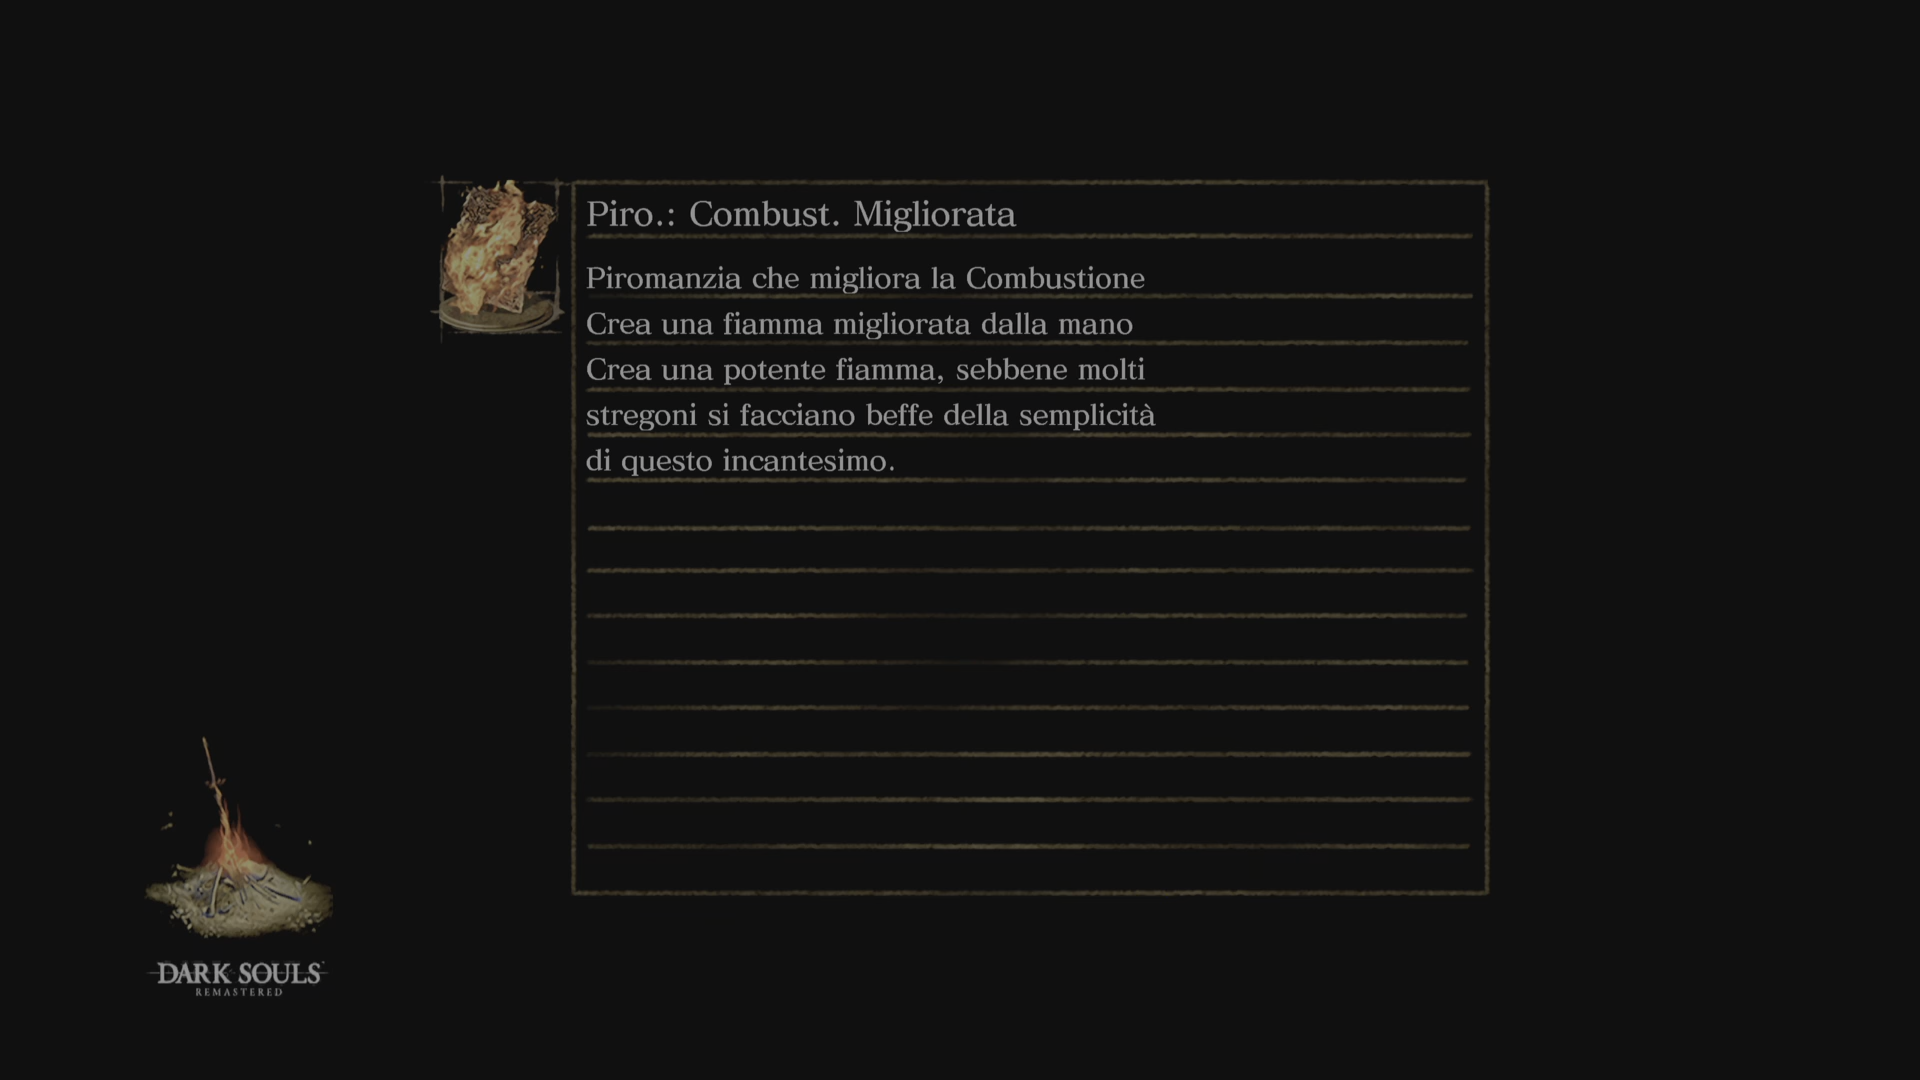 Piro.: Combust. Migliorata
Piromanzia che migliora la Combustione
Crea una fiamma migliorata dalla mano
Crea una potente fiamma, sebbene molti
stregoni si facciano beffe della semplicità
di questo incantesimo.
DARK SOULS
REMASTERED